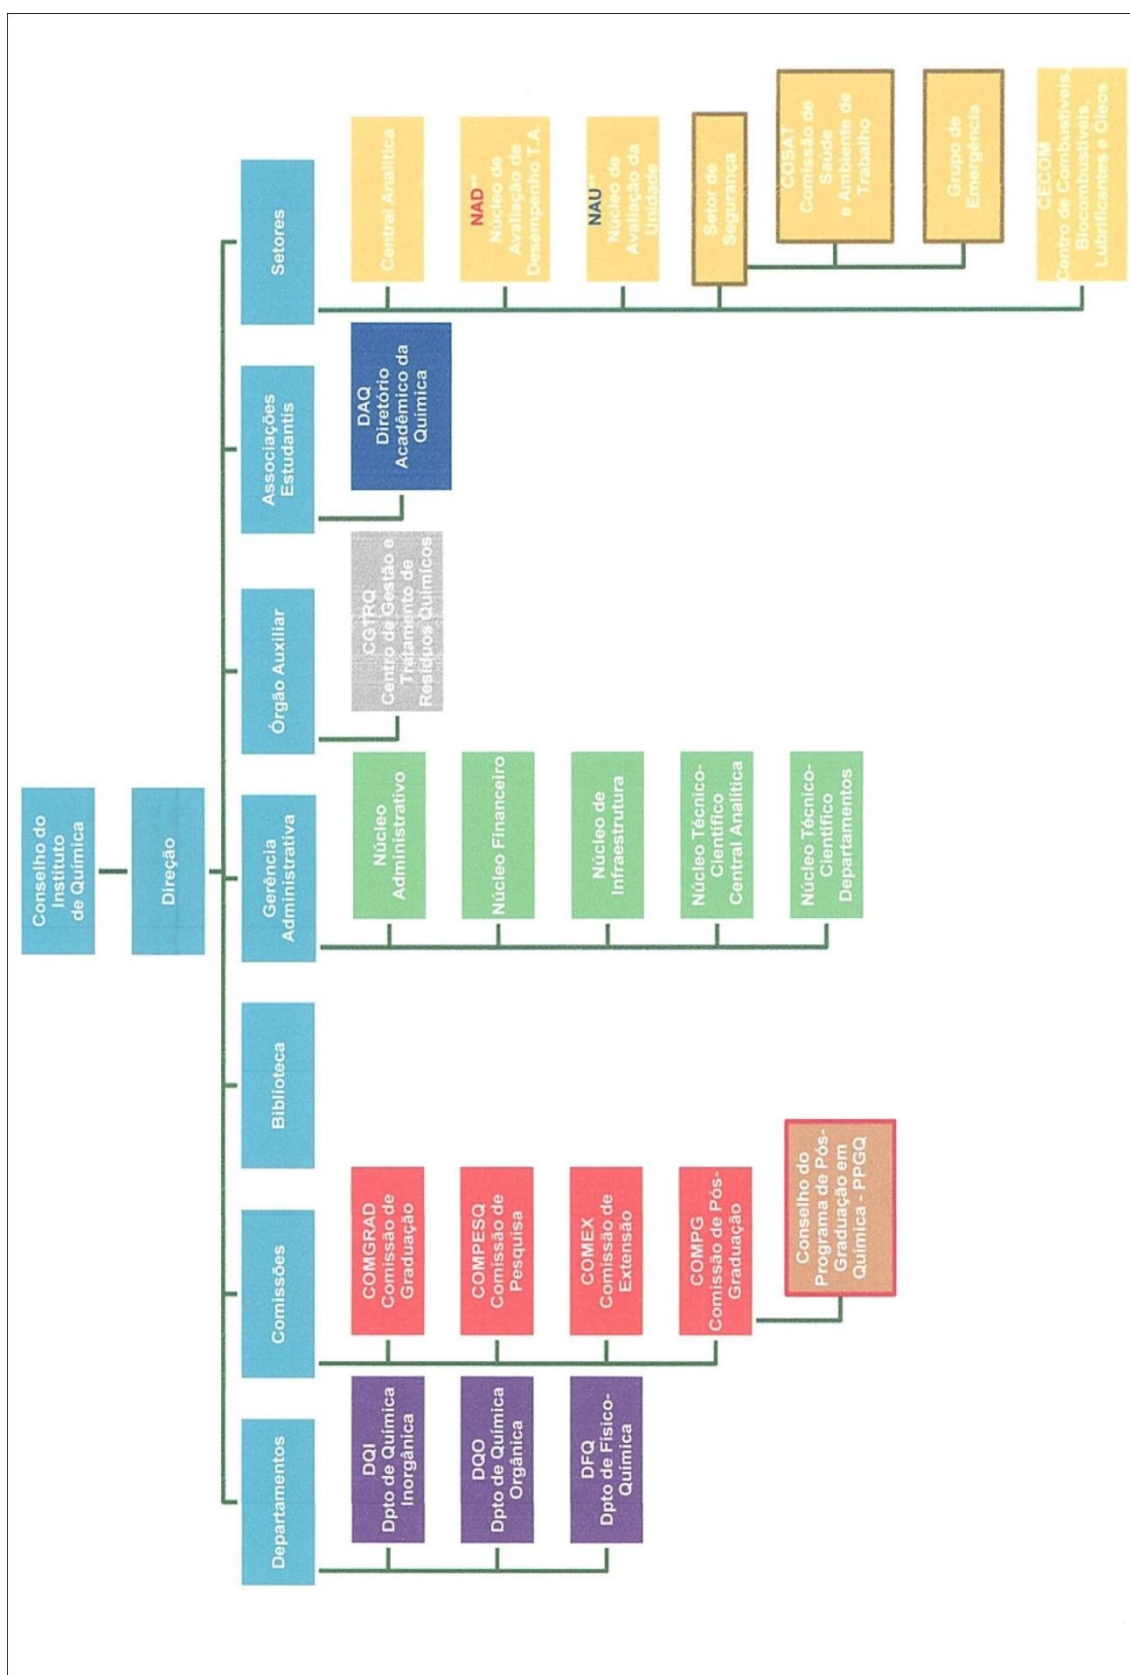 Conselho do
Instituto
de Química
Direção
Departamentos
DQI
Dpto de Química
Inorgânica
DQO
Dpto de Química
Orgânica
DFQ
Dpto de Físico-
Química
Comissões
COMGRAD
Comissão de
Graduação
COMPESQ
Comissão de
Pesquisa
COMEX
Comissão de
Extensão
COMPG
Comissão de Pós-
Graduação
Conselho do
Programa de Pós-
Graduação em
Química - PPGQ
Biblioteca
Gerência
Administrativa
Núcleo
Administrativo
Núcleo Financeiro
Núcleo de
Infraestrutura
Núcleo Técnico-
Científico
Central Analítica
Núcleo Técnico-
Científico
Departamentos
Órgão Auxiliar
CGTRQ
Centro de Gestão e
Tratamento de
Resíduos Químicos
Associações
Estudantis
DAQ
Diretório
Acadêmico da
Química
Setores
Central Analítica
NAD**
Núcleo de
Avaliação de
Desempenho T.A.
NAU**
Núcleo de
Avaliação da
Unidade
Setor de
Segurança
COSAT
Comissão de
Saúde
e Ambiente de
Trabalho
Grupo de
Emergência
CECOM
Centro de Combustíveis,
Biocombustíveis,
Lubrificantes e Óleos